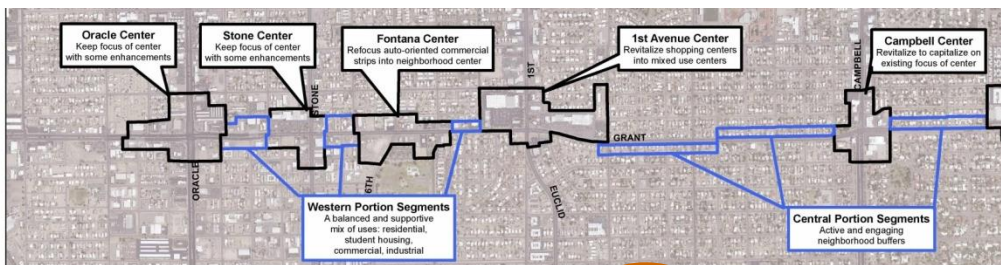 Oracle Center
Keep focus of center
with some enhancements
Stone Center
Keep focus of center
with some enhancements
Fontana Center
Refocus auto-oriented commercial
strips into neighborhood center
1st Avenue Center
Revitalize shopping centers
into mixed use centers
Campbell Center
Revitalize to capitalize on
existing focus of center
ORACLE
STONE
6TH
1ST
EUCLID
GRANT
CAMPBELL
Western Portion Segments
A balanced and supportive
mix of uses: residential,
student housing,
commercial, industrial
Central Portion Segments
Active and engaging
neighborhood buffers